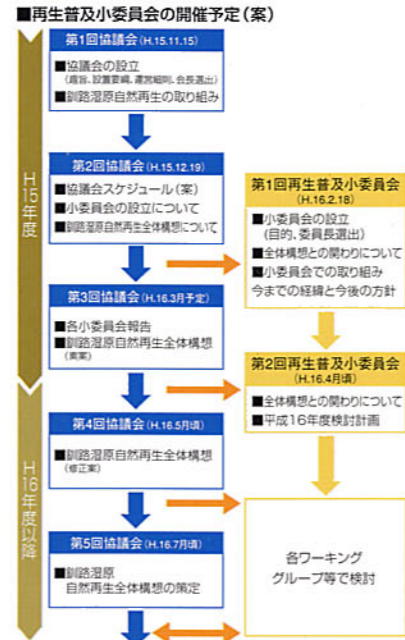 ■再生普及小委員会の開催予定(案)
H15年度
第1回協議会(H.15.11.15)
■協議会の設立
(趣旨、設置要綱、運営細則、会長選出)
■釧路湿原自然再生の取り組み
第2回協議会(H.15.12.19)
■協議会スケジュール(案)
■小委員会の設立について
■釧路湿原自然再生全体構想について
第3回協議会(H.16.3月予定)
■各小委員会報告
■釧路湿原自然再生全体構想
(素案)
H16年度以降
第4回協議会(H.16.5月頃)
■釧路湿原自然再生全体構想
(修正案)
第5回協議会(H.16.7月頃)
■釧路湿原
自然再生全体構想の策定
第1回再生普及小委員会
(H.16.2.18)
■小委員会の設立
(目的、委員長選出)
■全体構想との関わりについて
■小委員会での取り組み
今までの経緯と今後の方針
第2回再生普及小委員会
(H.16.4月頃)
■全体構想との関わりについて
■平成16年度検討計画
各ワーキング
グループ等で検討